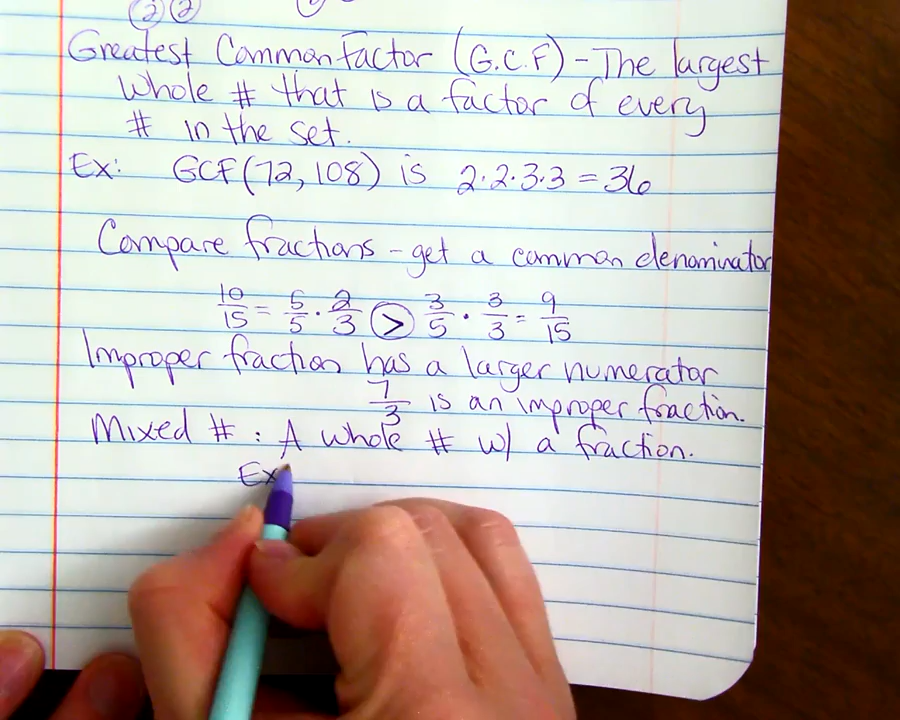 ② ②
Greatest Common Factor (G.C.F) - The largest
whole # that is a factor of every
# in the set.
Ex: GCF(72, 108) is 2·2·3·3 = 36
Compare fractions - get a common denominator
10/15 = 5/5 · 2/3 > 3/5 · 3/3 = 9/15
Improper fraction has a larger numerator
7/3 is an improper fraction.
Mixed # : A whole # w/ a fraction.
Ex